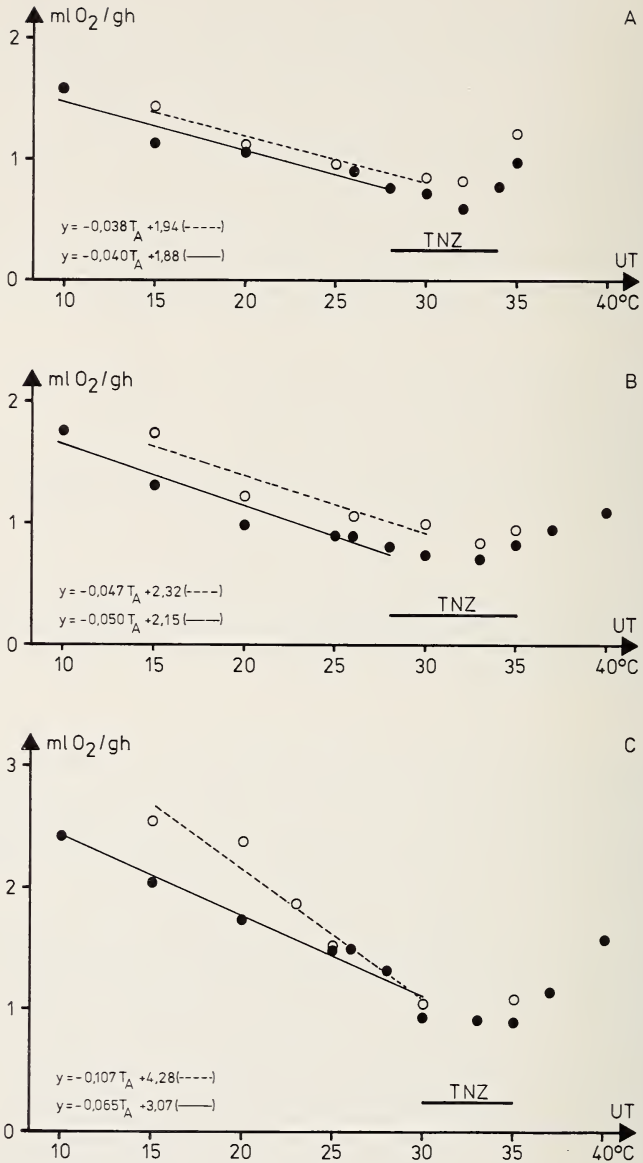 ml O2/gh A
2
1
y = -0,038 TA +1,94 (-----)
y = -0,040 TA +1,88 (——)
TNZ
UT
0
10 15 20 25 30 35 40°C
ml O2/gh B
2
1
y = -0,047 TA +2,32 (----)
y = -0,050 TA +2,15 (——)
TNZ
UT
0
10 15 20 25 30 35 40°C
ml O2/gh C
3
2
1
y = -0,107 TA +4,28 (-----)
y = -0,065 TA +3,07 (——)
TNZ
UT
0
10 15 20 25 30 35 40°C